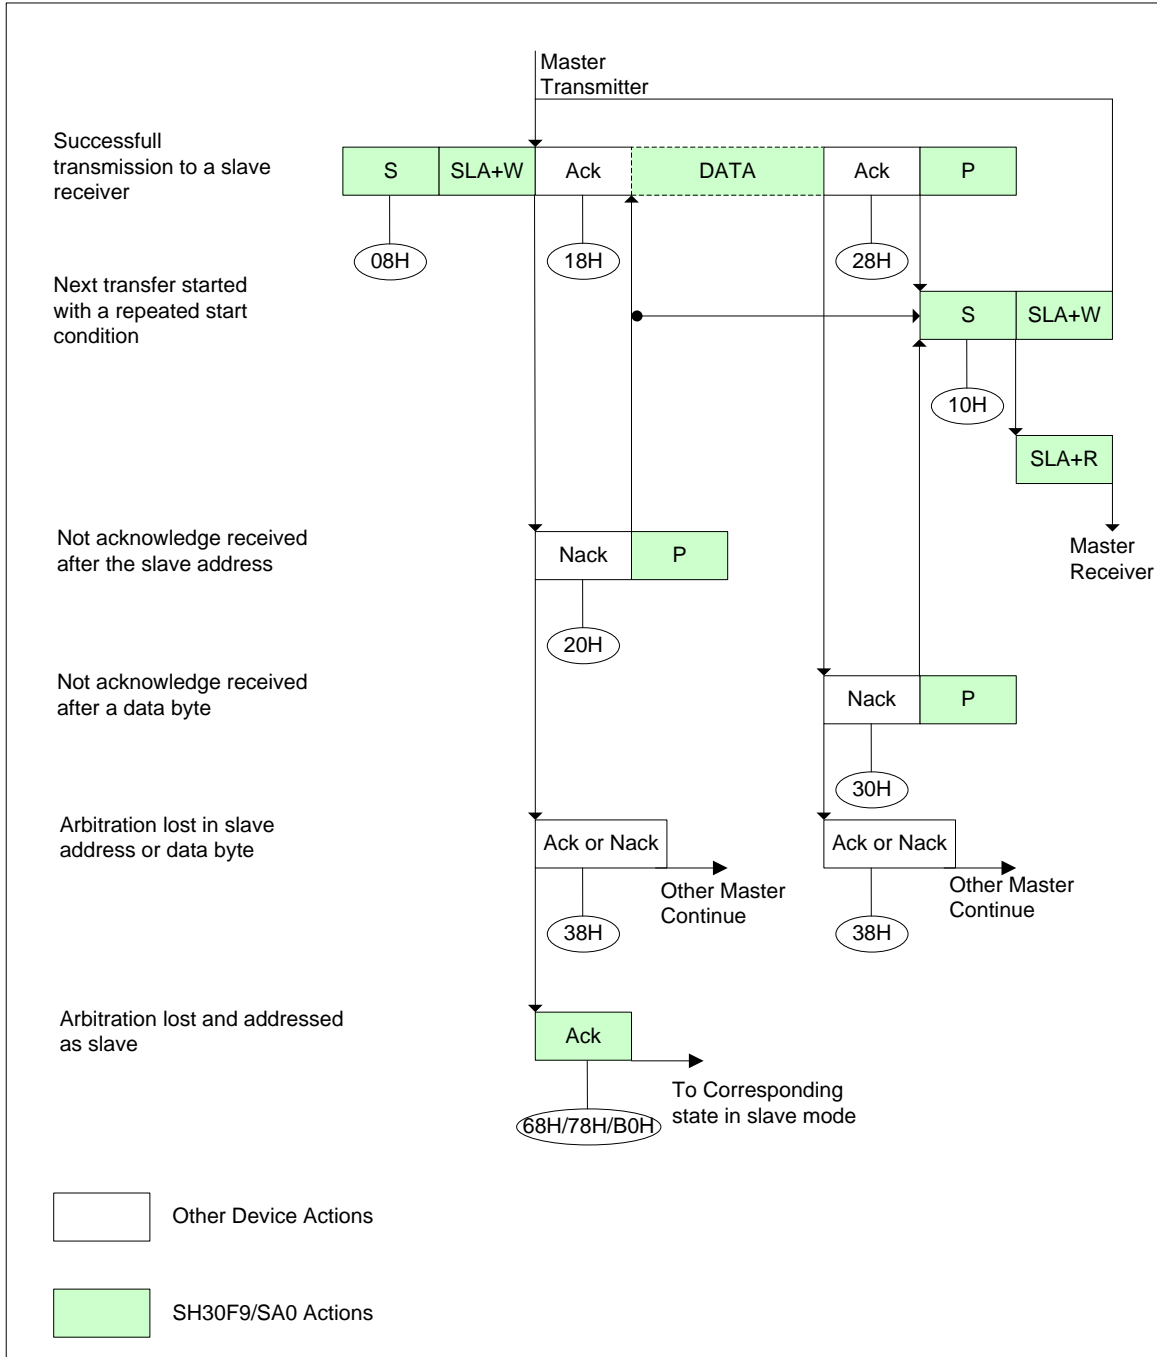 Master
Transmitter
Successfull
transmission to a slave
receiver
S
SLA+W
Ack
DATA
Ack
P
08H
18H
28H
Next transfer started
with a repeated start
condition
S
SLA+W
10H
SLA+R
Not acknowledge received
after the slave address
Nack
P
Master
Receiver
20H
Not acknowledge received
after a data byte
Nack
P
30H
Arbitration lost in slave
address or data byte
Ack or Nack
Ack or Nack
Other Master
Continue
Other Master
Continue
38H
38H
Arbitration lost and addressed
as slave
Ack
To Corresponding
state in slave mode
68H/78H/B0H
Other Device Actions
SH30F9/SA0 Actions